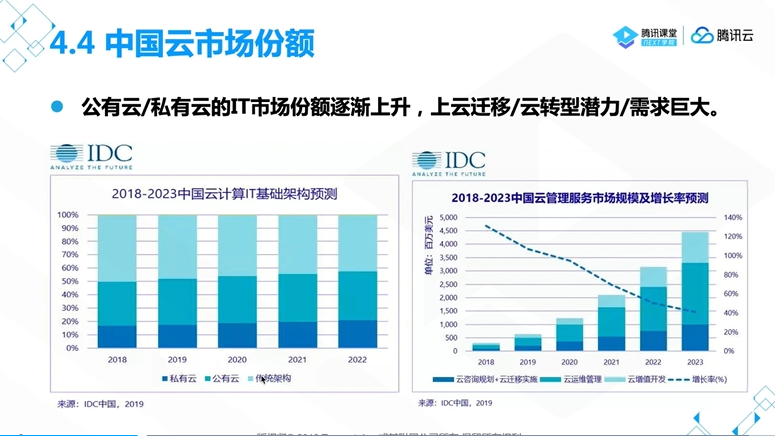 4.4 中国云市场份额
腾讯课堂
NEXT 学院
腾讯云
公有云/私有云的IT市场份额逐渐上升，上云迁移/云转型潜力/需求巨大。
IDC
ANALYZE THE FUTURE
2018-2023中国云计算IT基础架构预测
100%
90%
80%
70%
60%
50%
40%
30%
20%
10%
0%
2018 2019 2020 2021 2022
私有云 公有云 传统架构
来源：IDC中国，2019
IDC
ANALYZE THE FUTURE
2018-2023中国云管理服务市场规模及增长率预测
单位：百万美元
5,000
4,500
4,000
3,500
3,000
2,500
2,000
1,500
1,000
500
0
140%
120%
100%
80%
60%
40%
20%
0%
2018 2019 2020 2021 2022 2023
云咨询规划+云迁移实施 云运维管理 云增值开发 增长率(%)
来源：IDC中国，2019